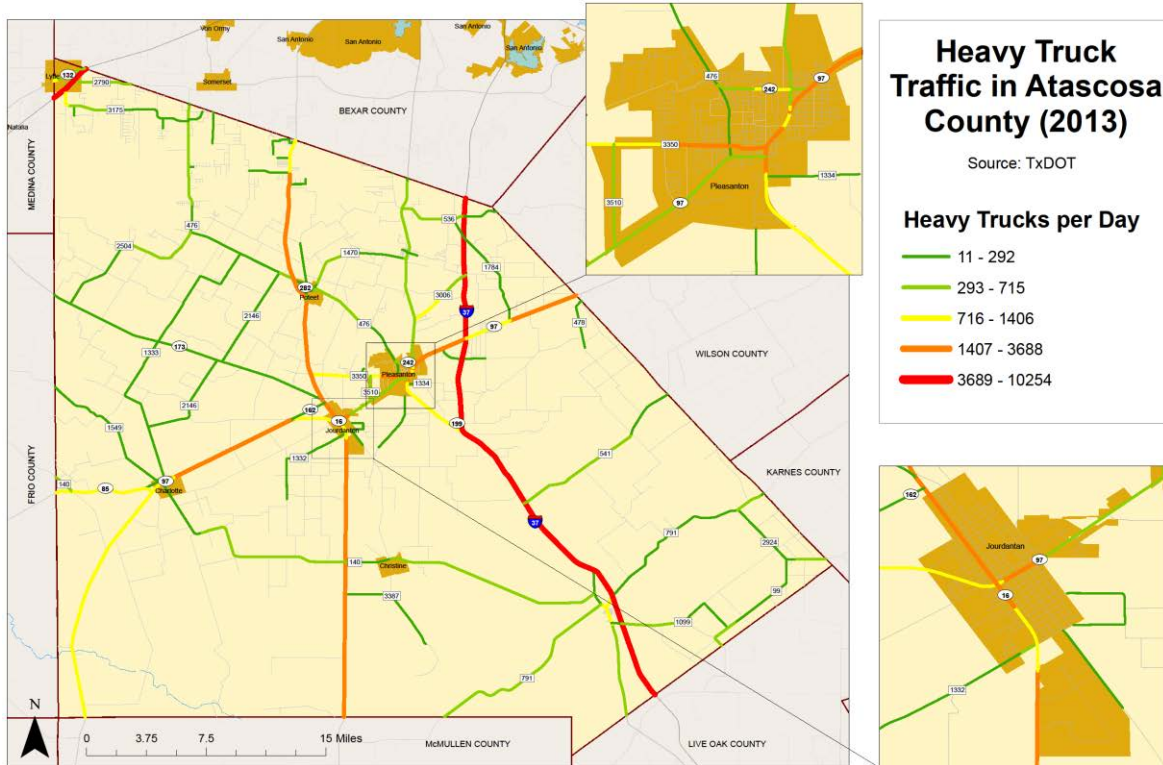 Heavy Truck
Traffic in Atascosa
County (2013)
Source: TxDOT
Heavy Trucks per Day
11 - 292
293 - 715
716 - 1406
1407 - 3688
3689 - 10254
Von Ormy
San Antonio
San Antonio
San Antonio
San Antonio
Lytle
132
2790
Somerset
3175
Natalia
BEXAR COUNTY
MEDINA COUNTY
476
536
2504
1470
1784
282
Poteet
3006
2146
37
476
97
478
173
1333
242
WILSON COUNTY
3350
Pleasanton
1334
3510
2146
162
16
199
1549
Jourdanton
1332
541
KARNES COUNTY
FRIO COUNTY
140
85
97
Charlotte
37
791
2924
140
Christine
3387
99
1099
791
N
0
3.75
7.5
15 Miles
McMULLEN COUNTY
LIVE OAK COUNTY
476
97
242
3350
1334
Pleasanton
3510
97
162
Jourdantan
97
16
1332